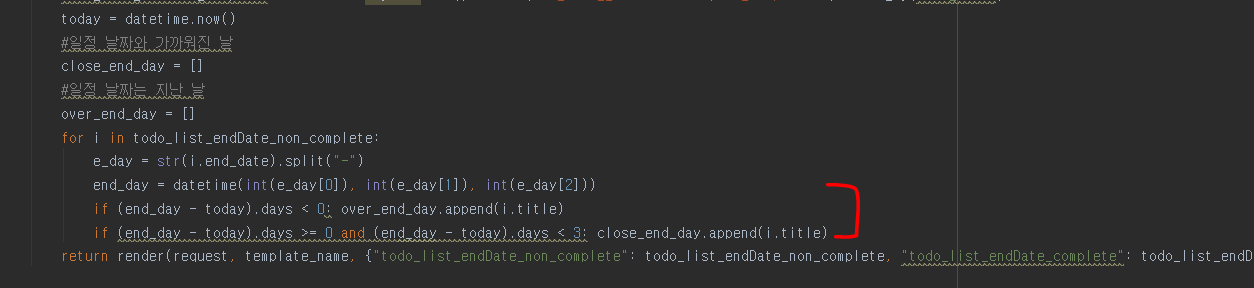 today = datetime.now()
#일정 날짜와 가까워진 날
close_end_day = []
#일정 날짜는 지난 날
over_end_day = []
for i in todo_list_endDate_non_complete:
e_day = str(i.end_date).split("-")
end_day = datetime(int(e_day[0]), int(e_day[1]), int(e_day[2]))
if (end_day - today).days < 0: over_end_day.append(i.title)
if (end_day - today).days >= 0 and (end_day - today).days < 3: close_end_day.append(i.title)
return render(request, template_name, {"todo_list_endDate_non_complete": todo_list_endDate_non_complete, "todo_list_endDate_complete": todo_list_endD